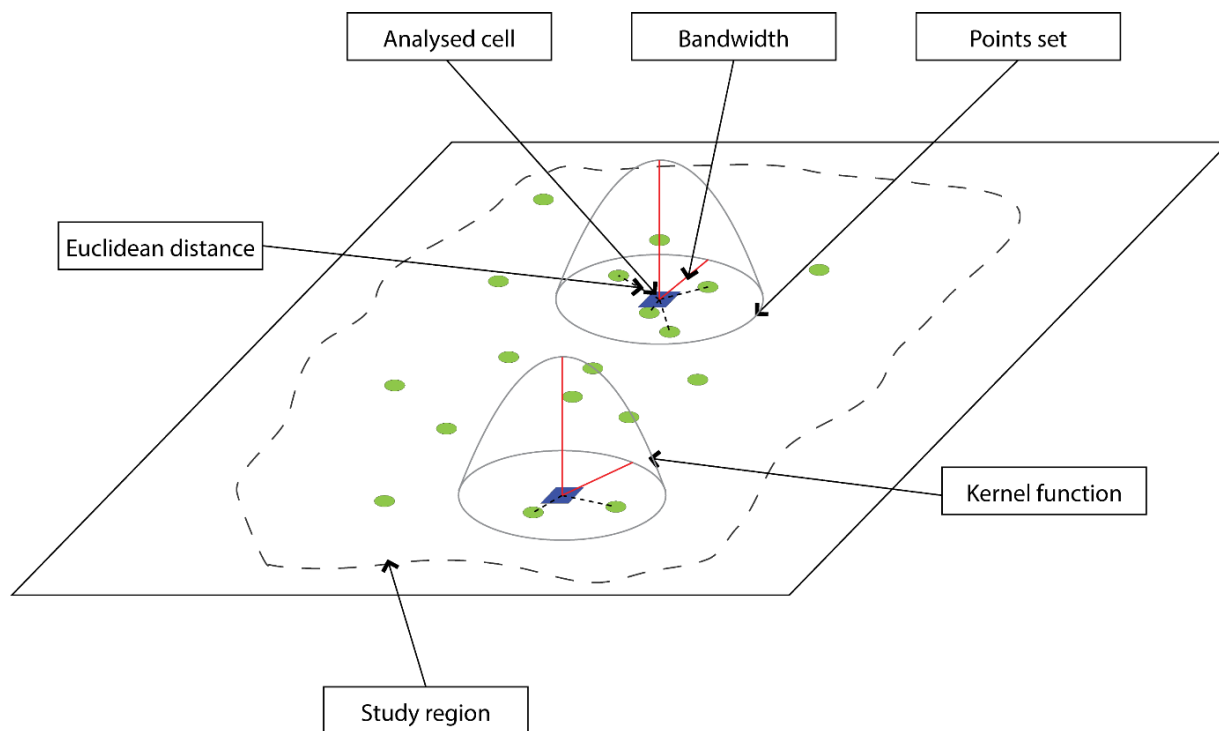 Analysed cell
Bandwidth
Points set
Euclidean distance
Kernel function
Study region